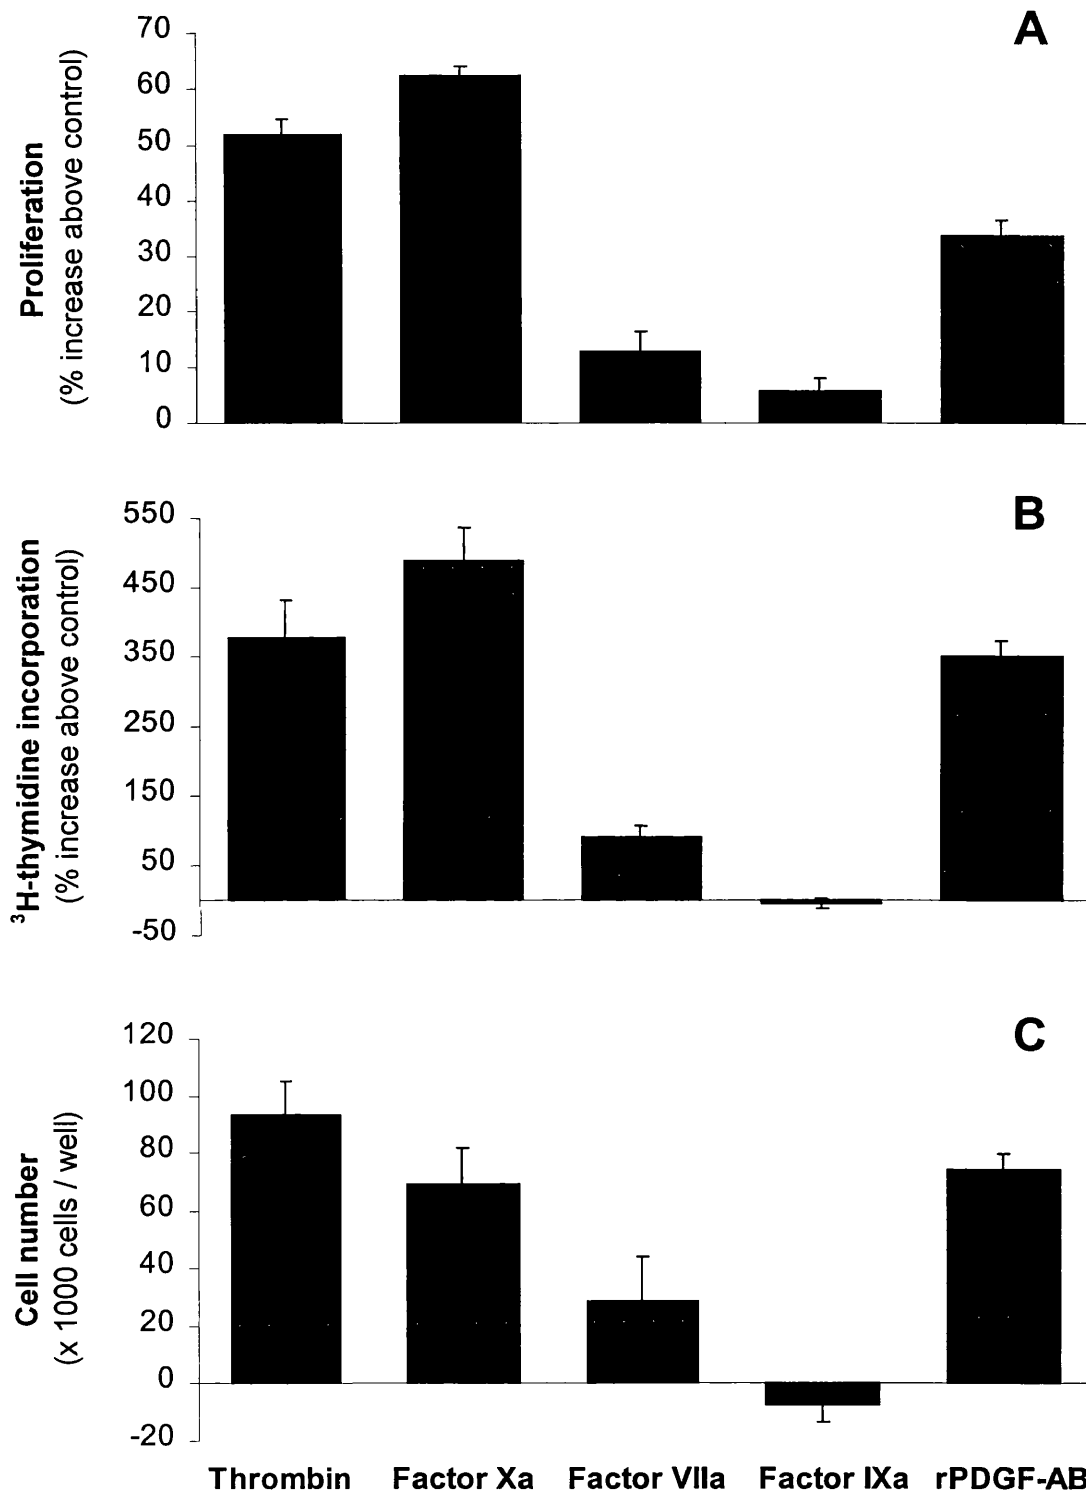 A
Proliferation
(% increase above control)
70
60
50
40
30
20
10
0
B
³H-thymidine incorporation
(% increase above control)
550
450
350
250
150
50
-50
C
Cell number
(x 1000 cells / well)
120
100
80
60
40
20
0
-20
Thrombin Factor Xa Factor VIIa Factor IXa rPDGF-AB